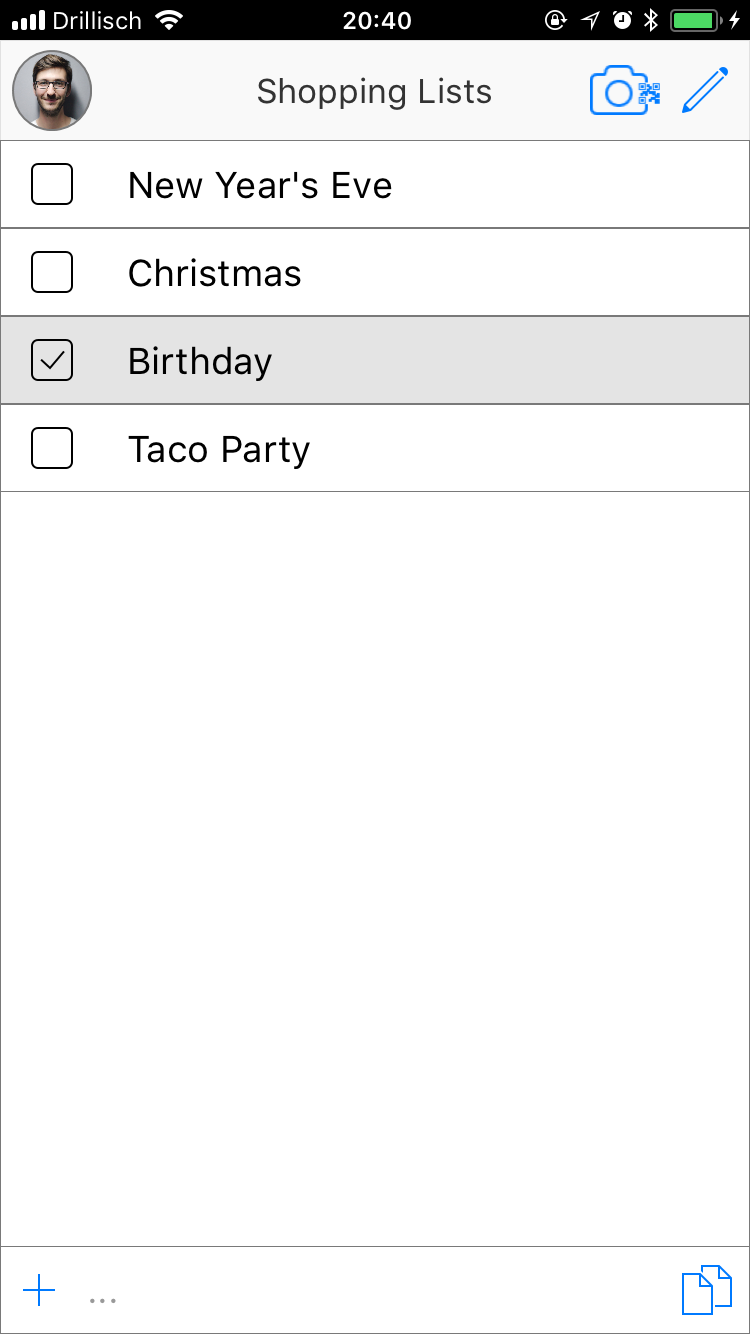 Drillisch 20:40
Shopping Lists
New Year's Eve
Christmas
Birthday
Taco Party
...